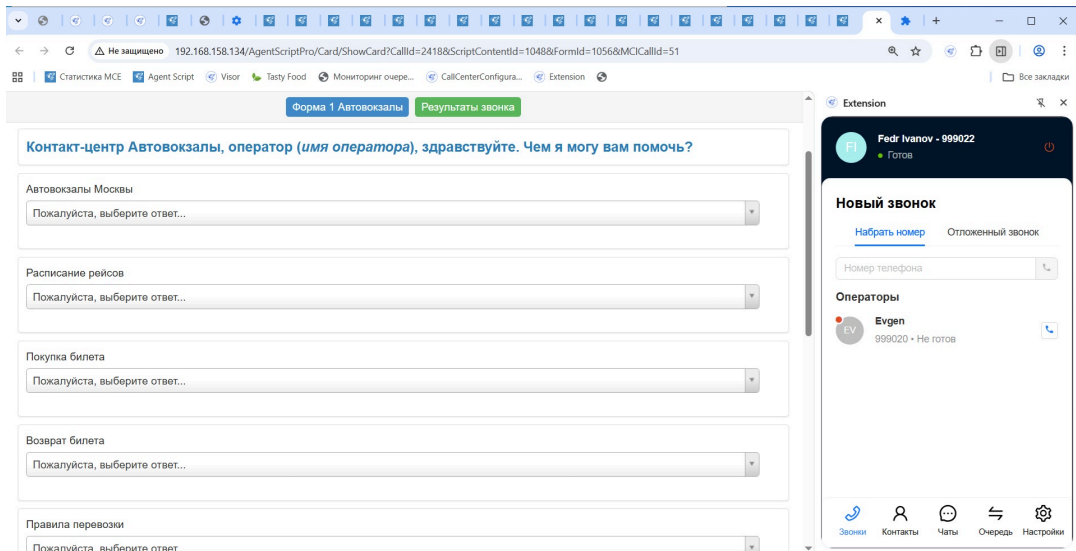 Не защищено 192.168.158.134/AgentScriptPro/Card/ShowCard?CallId=2418&ScriptContentId=1048&FormId=1056&MCICallId=51
Статистика MCE Agent Script Visor Tasty Food Мониторинг очере... CallCenterConfigura... Extension Все закладки
Форма 1 Автовокзалы Результаты звонка
Контакт-центр Автовокзалы, оператор (имя оператора), здравствуйте. Чем я могу вам помочь?
Автовокзалы Москвы
Пожалуйста, выберите ответ...
Расписание рейсов
Пожалуйста, выберите ответ...
Покупка билета
Пожалуйста, выберите ответ...
Возврат билета
Пожалуйста, выберите ответ...
Правила перевозки
Пожалуйста, выберите ответ
Extension
FI
Fedr Ivanov - 999022
Готов
Новый звонок
Набрать номер Отложенный звонок
Номер телефона
Операторы
EV
Evgen
999020 • Не готов
Звонки Контакты Чаты Очередь Настройки